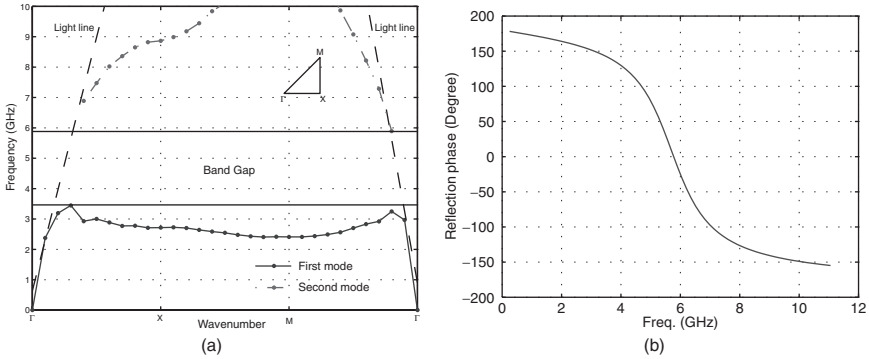 10
9
8
7
6
5
4
3
2
1
0
Frequency (GHz)
Light line
Light line
M
Γ
X
Band Gap
First mode
Second mode
Γ
X
M
Γ
Wavenumber
(a)
200
150
100
50
0
−50
−100
−150
−200
Reflection phase (Degree)
0 2 4 6 8 10 12
Freq. (GHz)
(b)